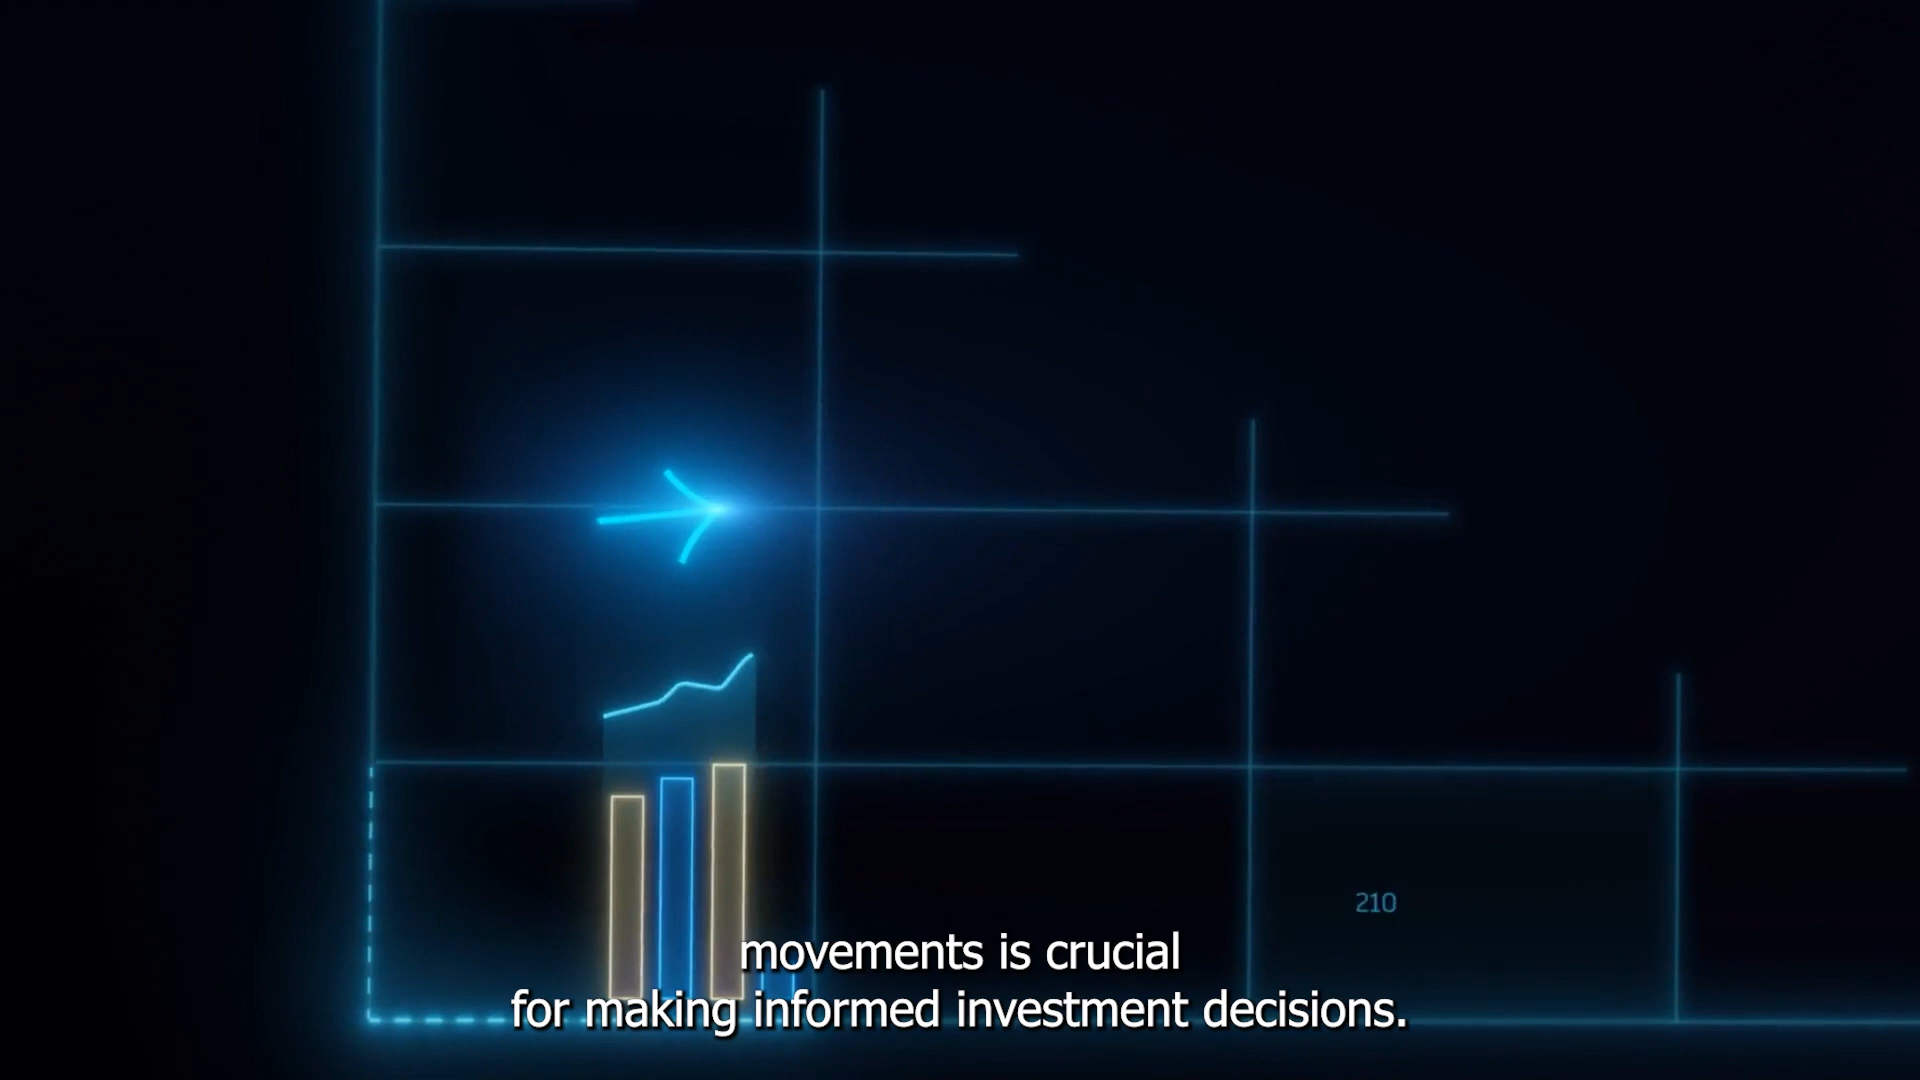 210
movements is crucial
for making informed investment decisions.